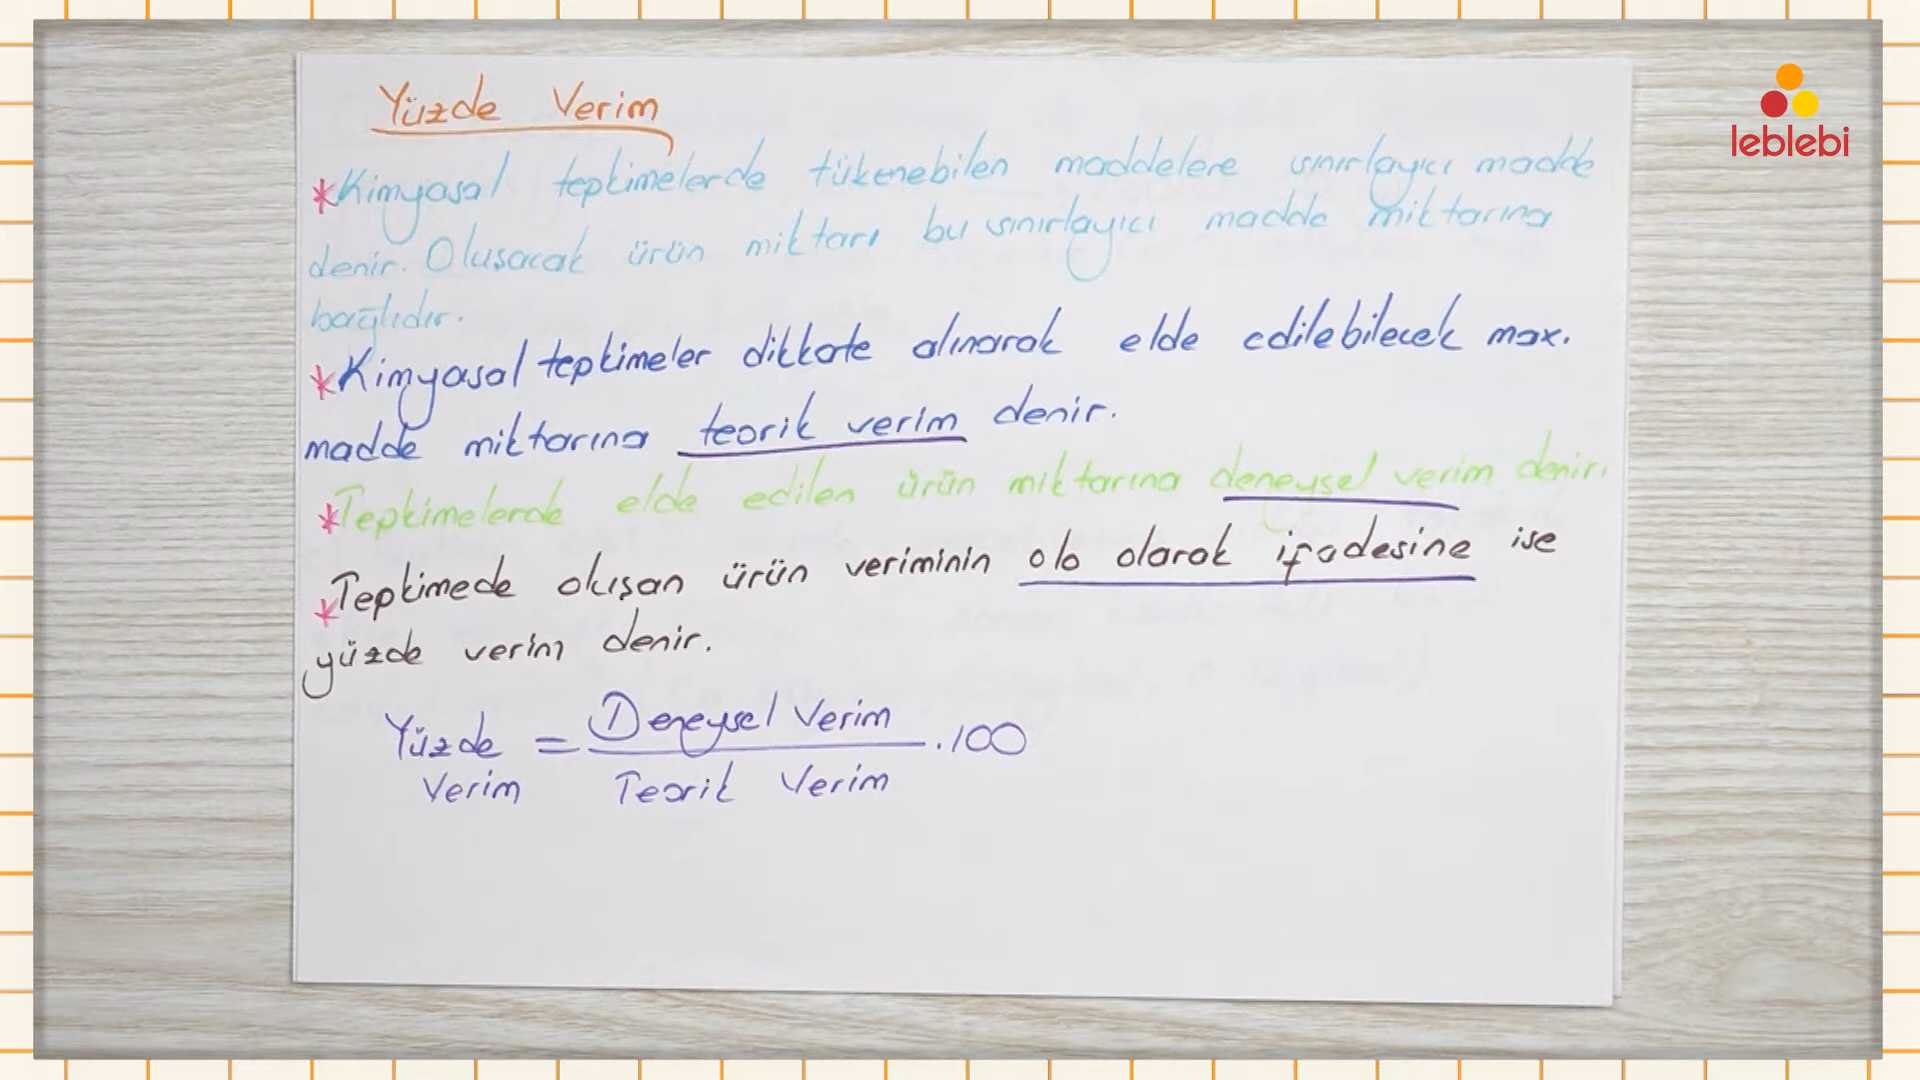 Yüzde Verim
leblebi
*Kimyasal tepkimelerde tükenebilen maddelere sınırlayıcı madde
denir. Oluşacak ürün miktarı bu sınırlayıcı madde miktarına
bağlıdır.
*Kimyasal tepkimeler dikkate alınarak elde edilebilecek max.
madde miktarına teorik verim denir.
*Tepkimelerde elde edilen ürün miktarına deneysel verim denir.
*Tepkimede oluşan ürün veriminin % olarak ifadesine ise
yüzde verim denir.
Yüzde Verim = Deneysel Verim / Teorik Verim . 100